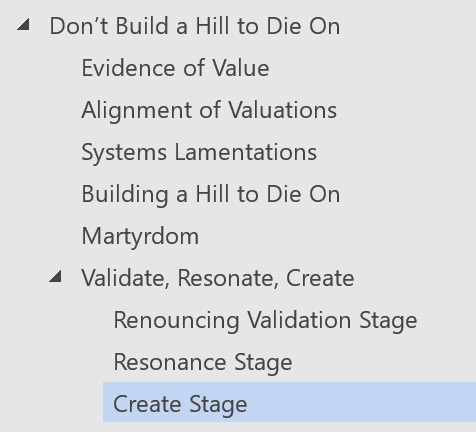 Don’t Build a Hill to Die On
Evidence of Value
Alignment of Valuations
Systems Lamentations
Building a Hill to Die On
Martyrdom
Validate, Resonate, Create
Renouncing Validation Stage
Resonance Stage
Create Stage